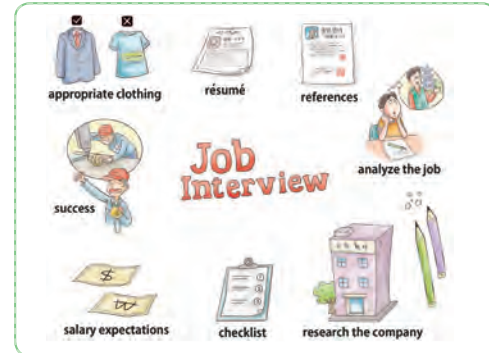 appropriate clothing
résumé
references
analyze the job
Job
Interview
success
$
₩
salary expectations
checklist
research the company